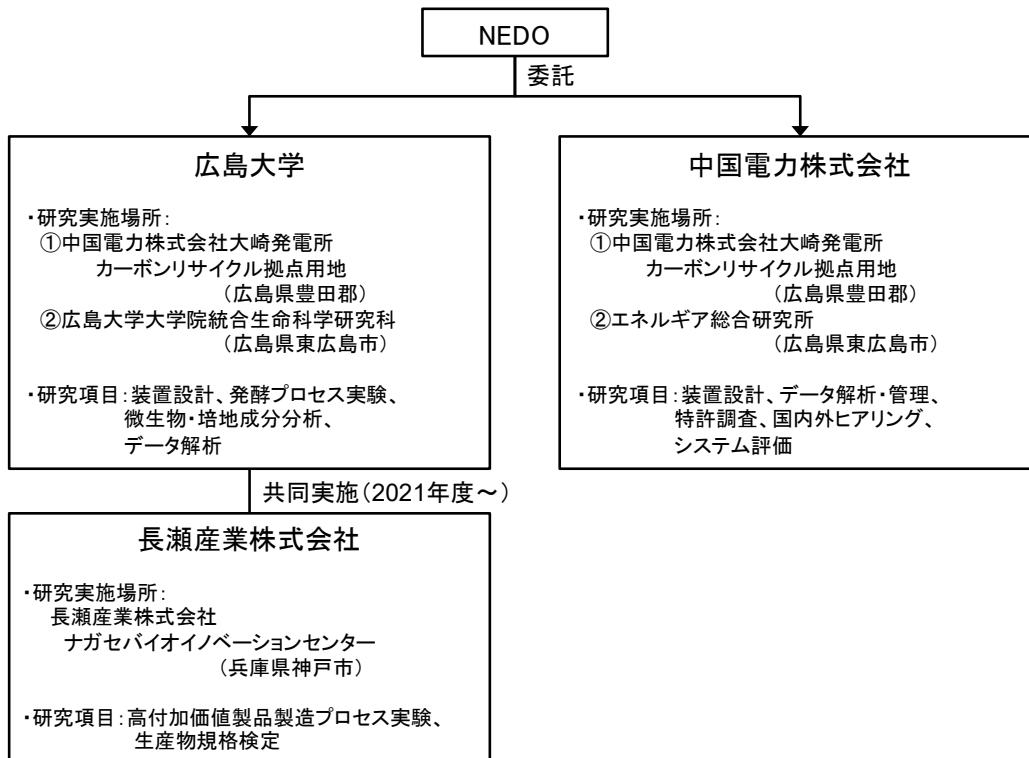 NEDO
委託
広島大学
・研究実施場所：
①中国電力株式会社大崎発電所
カーボンリサイクル拠点用地
（広島県豊田郡）
②広島大学大学院統合生命科学研究科
（広島県東広島市）
・研究項目：装置設計、発酵プロセス実験、
微生物・培地成分分析、
データ解析
中国電力株式会社
・研究実施場所：
①中国電力株式会社大崎発電所
カーボンリサイクル拠点用地
（広島県豊田郡）
②エネルギア総合研究所
（広島県東広島市）
・研究項目：装置設計、データ解析・管理、
特許調査、国内外ヒアリング、
システム評価
共同実施（2021年度～）
長瀬産業株式会社
・研究実施場所：
長瀬産業株式会社
ナガセバイオイノベーションセンター
（兵庫県神戸市）
・研究項目：高付加価値製品製造プロセス実験、
生産物規格検定